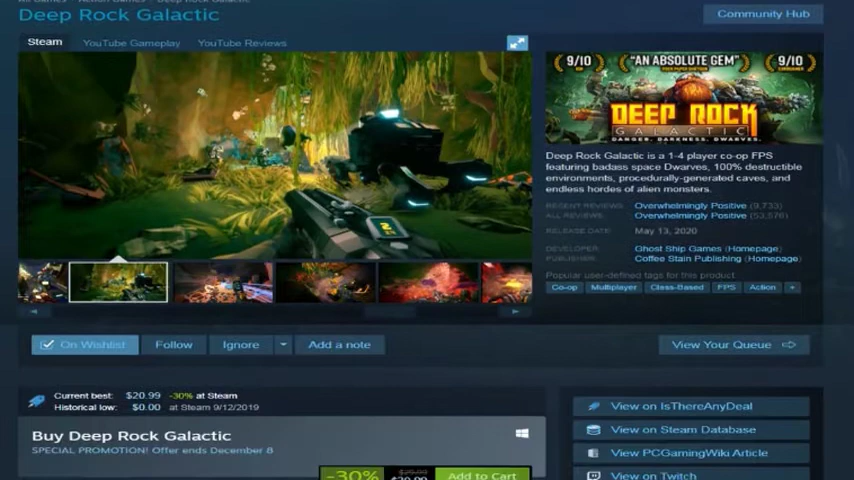 Deep Rock Galactic
Community Hub
Steam
YouTube Gameplay
YouTube Reviews
9/10
"AN ABSOLUTE GEM"
9/10
DEEP ROCK
GALACTIC
DANGER. DARKNESS. DWARVES.
Deep Rock Galactic is a 1-4 player co-op FPS
featuring badass space Dwarves, 100% destructible
environments, procedurally-generated caves, and
endless hordes of alien monsters.
RECENT REVIEWS: Overwhelmingly Positive (9,733)
ALL REVIEWS: Overwhelmingly Positive
RELEASE DATE: May 13, 2020
DEVELOPER: Ghost Ship Games (Homepage)
PUBLISHER: Coffee Stain Publishing (Homepage)
Popular user-defined tags for this product:
Co-op
Multiplayer
Class-Based
FPS
Action
+
On Wishlist
Follow
Ignore
Add a note
View Your Queue
Current best: $20.99 -30% at Steam
Historical low: $0.00 at Steam 9/12/2019
Buy Deep Rock Galactic
SPECIAL PROMOTION! Offer ends December 8
-30%
Add to Cart
View on IsThereAnyDeal
View on Steam Database
View PCGamingWiki Article
View on Twitch